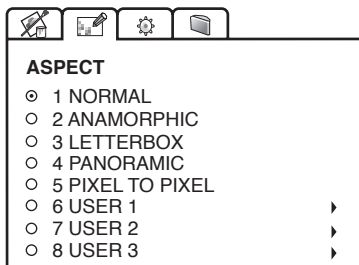 ASPECT
1 NORMAL
2 ANAMORPHIC
3 LETTERBOX
4 PANORAMIC
5 PIXEL TO PIXEL
6 USER 1
7 USER 2
8 USER 3